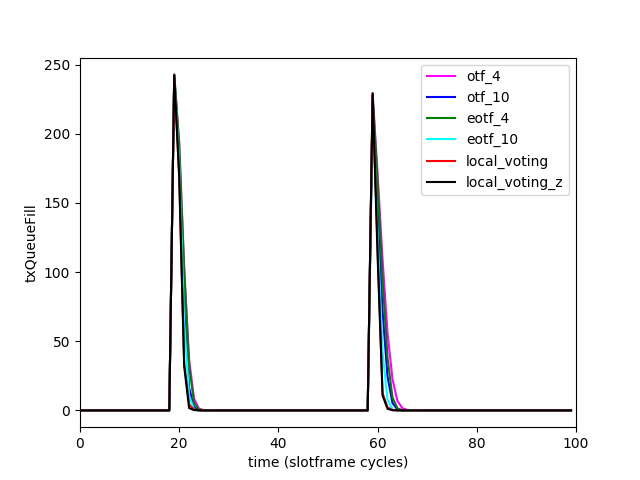 250
200
150
100
50
0
txQueueFill
otf_4
otf_10
eotf_4
eotf_10
local_voting
local_voting_z
0 20 40 60 80 100
time (slotframe cycles)